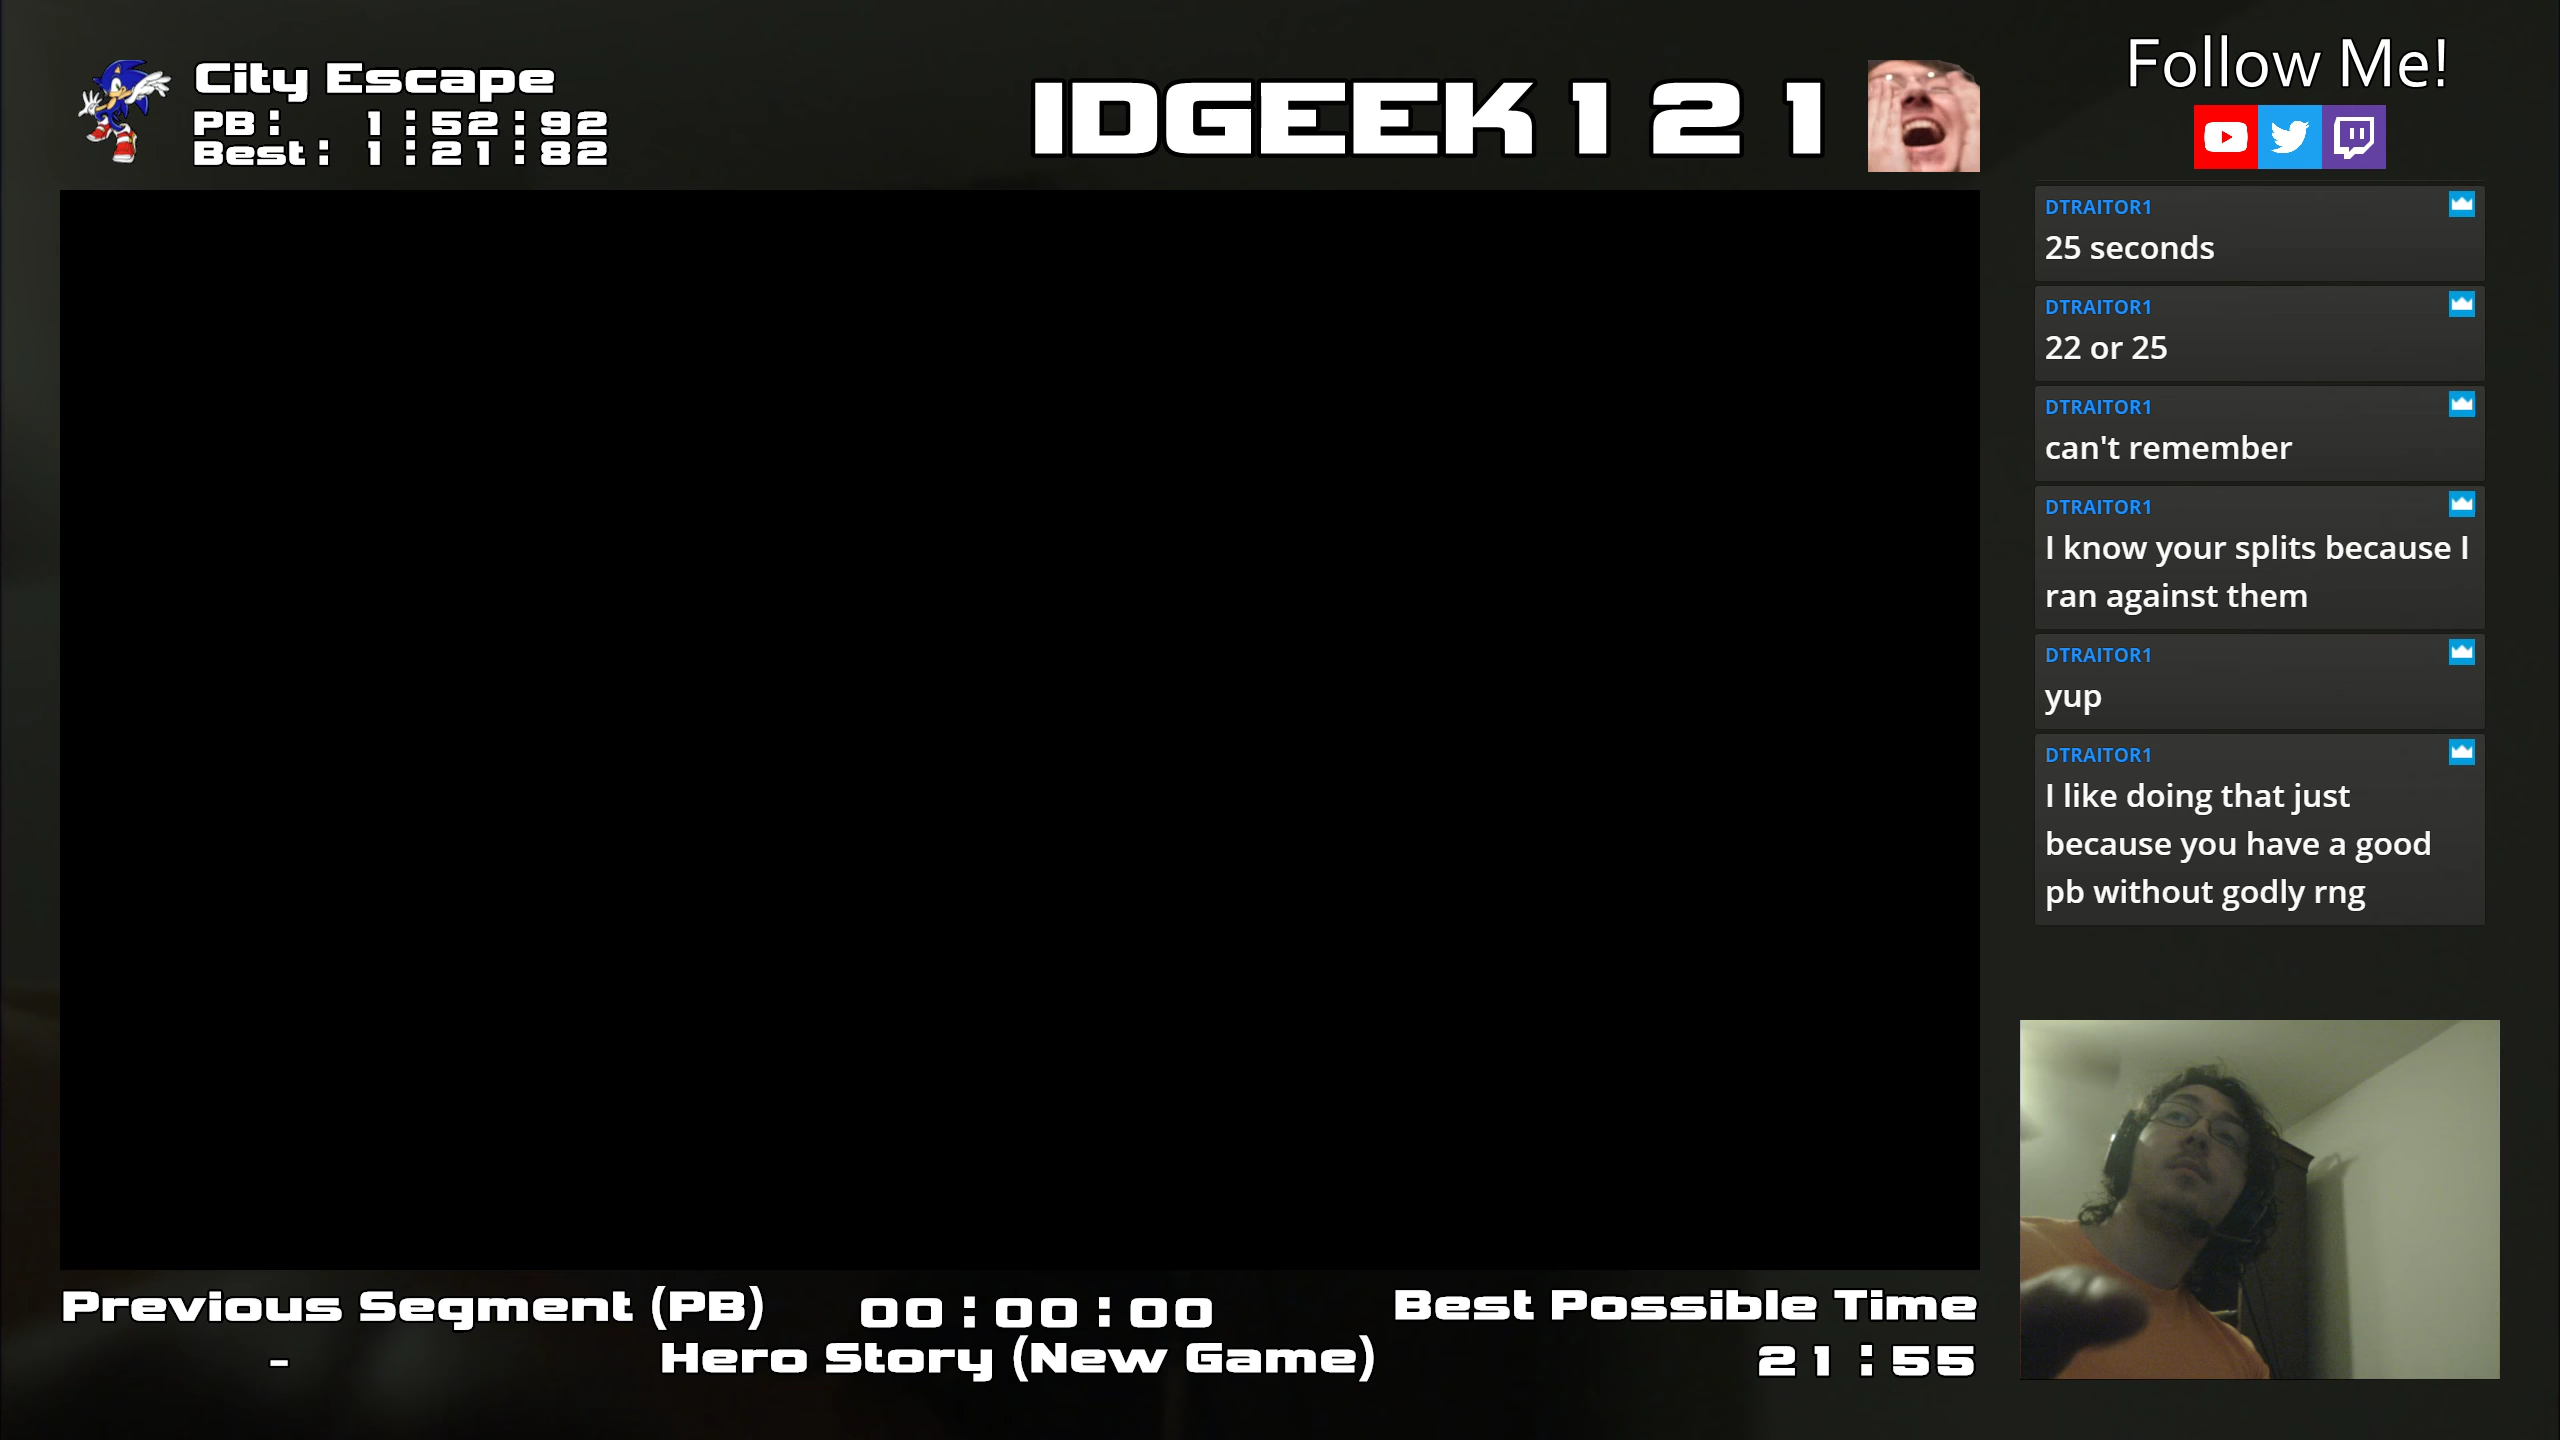 City Escape
PB: 1:52:92
Best: 1:21:82
IDGEEK121
Follow Me!
DTRAITOR1
25 seconds
DTRAITOR1
22 or 25
DTRAITOR1
can't remember
DTRAITOR1
I know your splits because I
ran against them
DTRAITOR1
yup
DTRAITOR1
I like doing that just
because you have a good
pb without godly rng
Previous Segment (PB)
-
00:00:00
Hero Story (New Game)
Best Possible Time
21:55